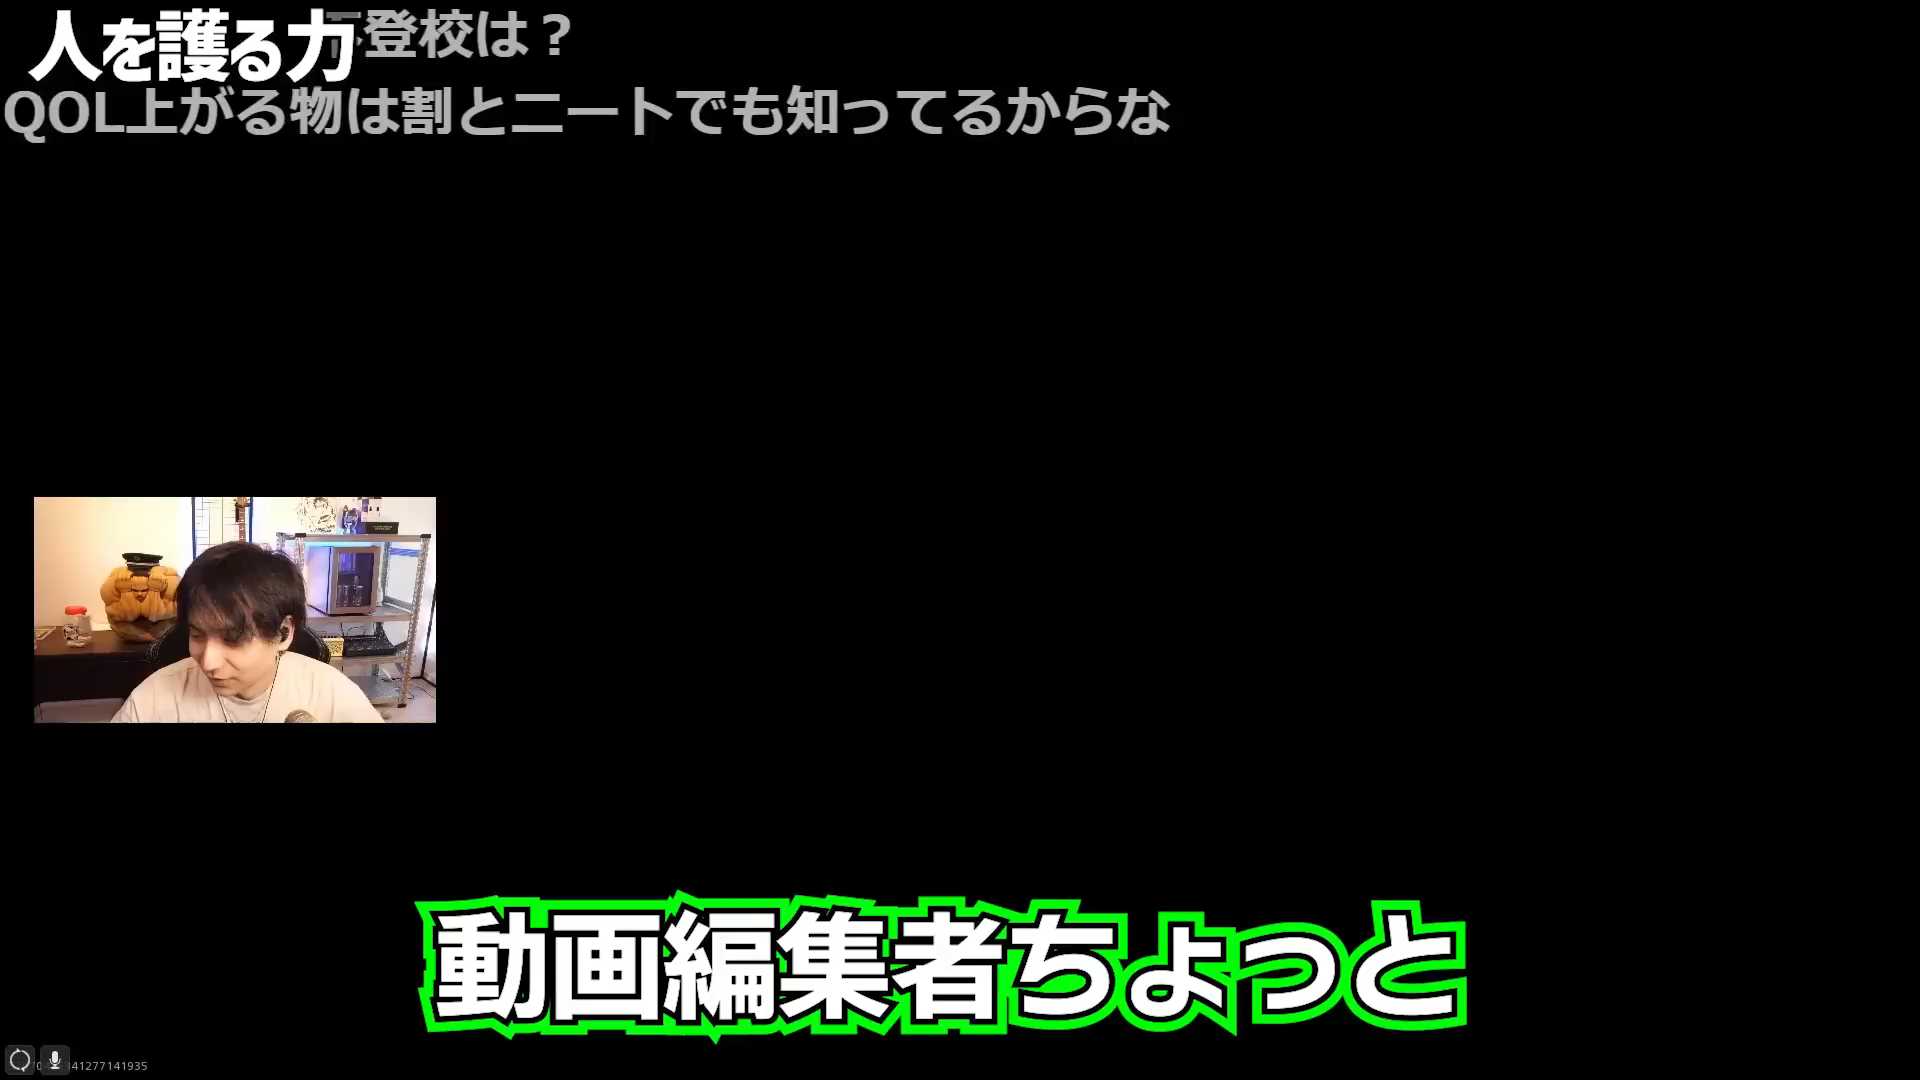 人を護る力
登校は？
QOL上がる物は割とニートでも知ってるからな
動画編集者ちょっと
41277141935